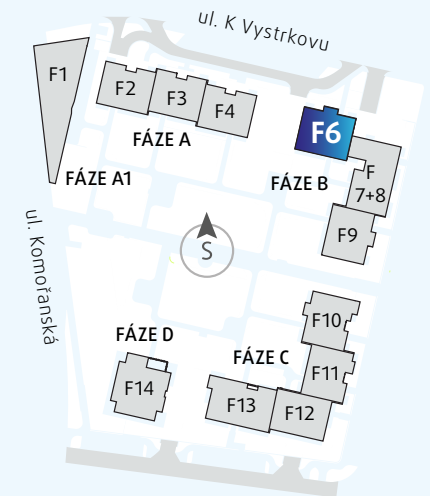 ul. K Vystrkovu
F1
F2
F3
F4
FÁZE A
F6
FÁZE A1
FÁZE B
F
7+8
F9
ul. Komořanská
S
F10
FÁZE D
FÁZE C
F11
F14
F13
F12